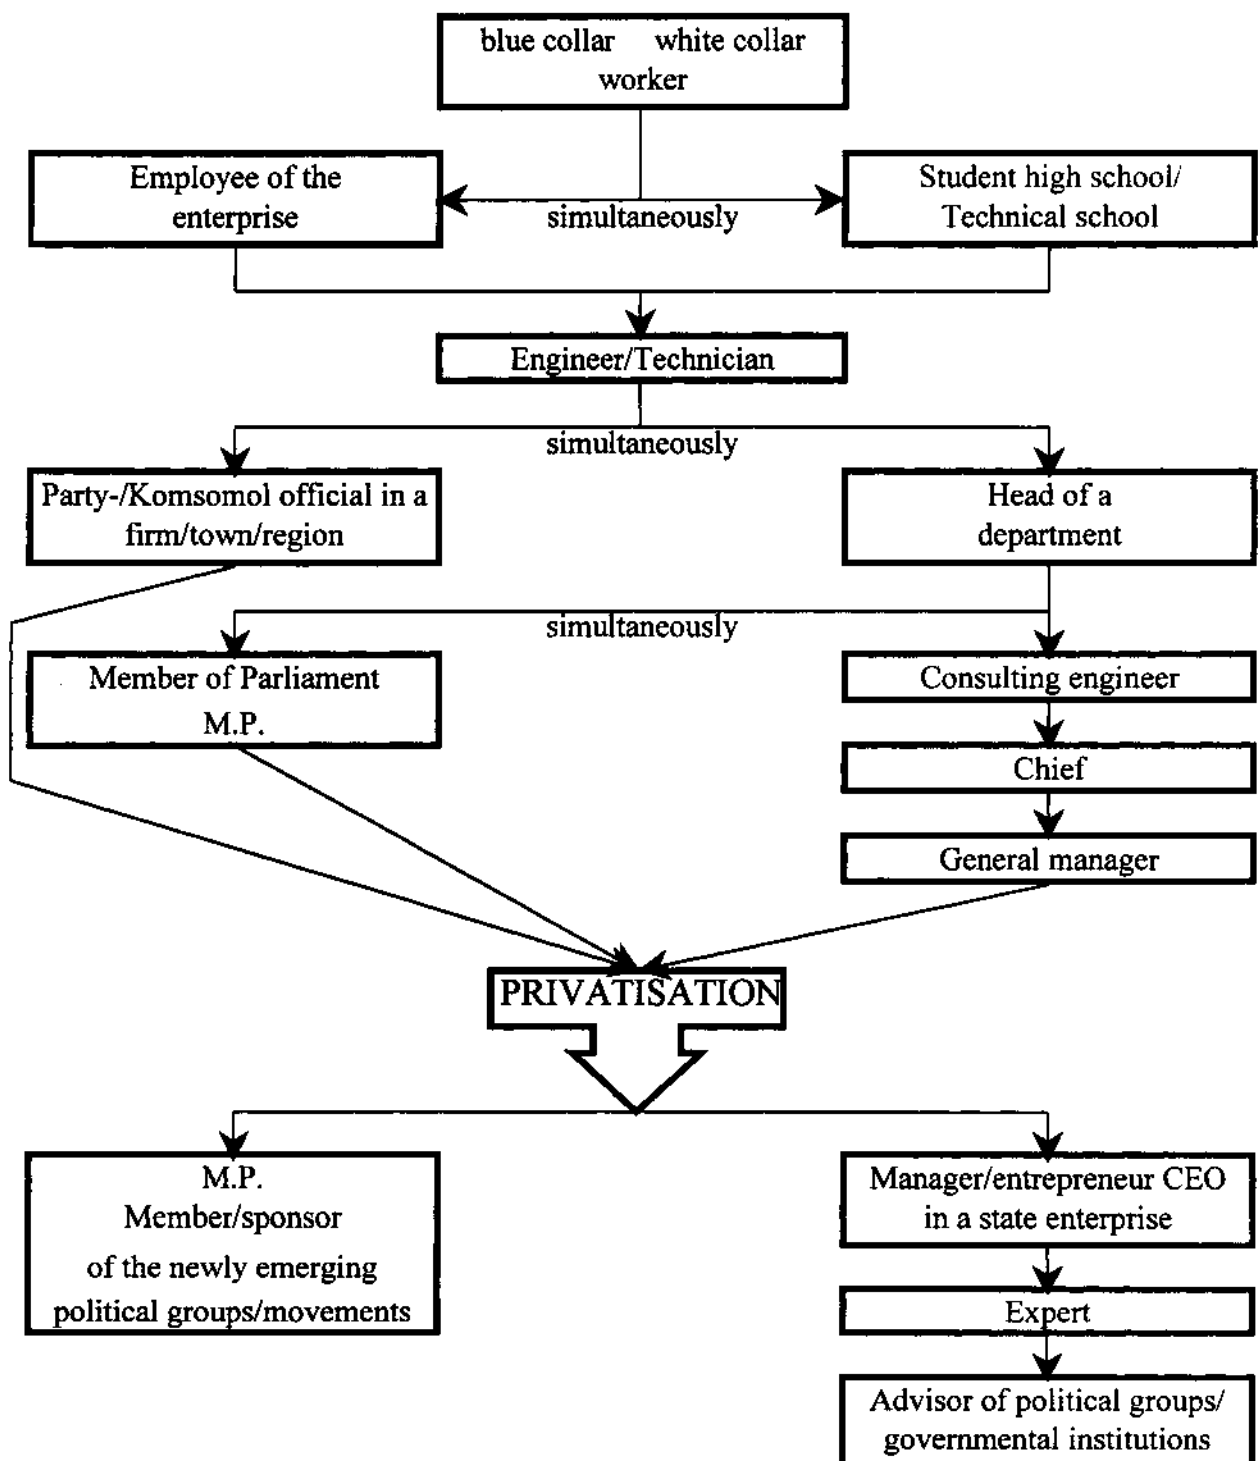 blue collar white collar
worker
Employee of the
enterprise
simultaneously
Student high school/
Technical school
Engineer/Technician
simultaneously
Party-/Komsomol official in a
firm/town/region
Head of a
department
simultaneously
Member of Parliament
M.P.
Consulting engineer
Chief
General manager
PRIVATISATION
M.P.
Member/sponsor
of the newly emerging
political groups/movements
Manager/entrepreneur CEO
in a state enterprise
Expert
Advisor of political groups/
governmental institutions